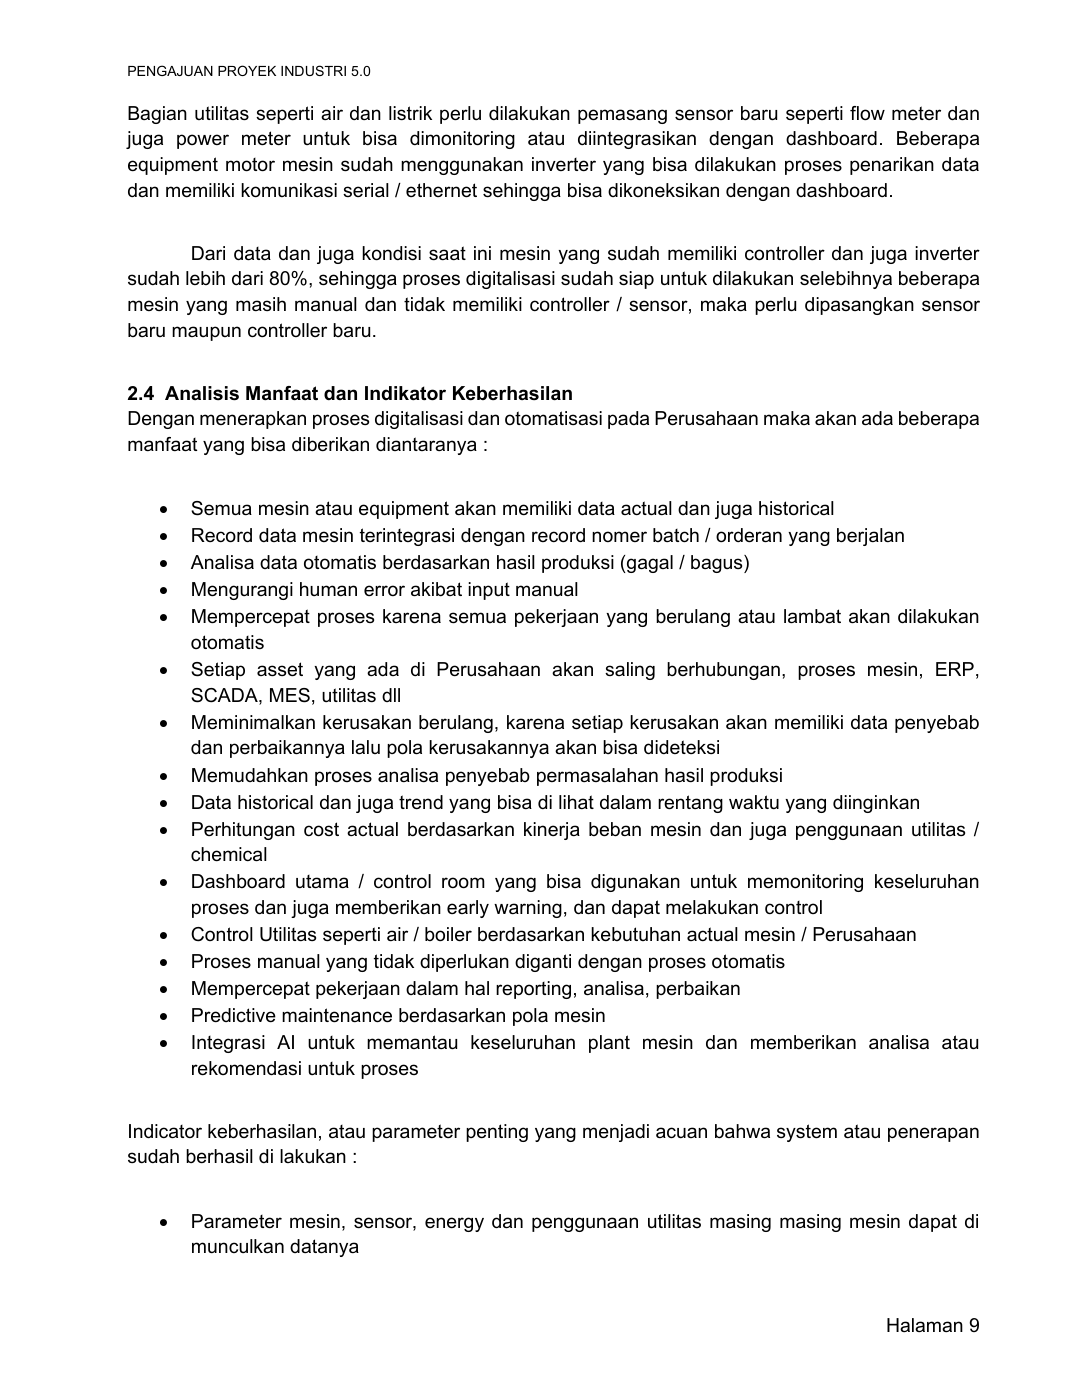 PENGAJUAN PROYEK INDUSTRI 5.0
Bagian utilitas seperti air dan listrik perlu dilakukan pemasang sensor baru seperti flow meter dan
juga power meter untuk bisa dimonitoring atau diintegrasikan dengan dashboard. Beberapa
equipment motor mesin sudah menggunakan inverter yang bisa dilakukan proses penarikan data
dan memiliki komunikasi serial / ethernet sehingga bisa dikoneksikan dengan dashboard.
Dari data dan juga kondisi saat ini mesin yang sudah memiliki controller dan juga inverter
sudah lebih dari 80%, sehingga proses digitalisasi sudah siap untuk dilakukan selebihnya beberapa
mesin yang masih manual dan tidak memiliki controller / sensor, maka perlu dipasangkan sensor
baru maupun controller baru.
2.4 Analisis Manfaat dan Indikator Keberhasilan
Dengan menerapkan proses digitalisasi dan otomatisasi pada Perusahaan maka akan ada beberapa
manfaat yang bisa diberikan diantaranya :
• Semua mesin atau equipment akan memiliki data actual dan juga historical
• Record data mesin terintegrasi dengan record nomer batch / orderan yang berjalan
• Analisa data otomatis berdasarkan hasil produksi (gagal / bagus)
• Mengurangi human error akibat input manual
• Mempercepat proses karena semua pekerjaan yang berulang atau lambat akan dilakukan
otomatis
• Setiap asset yang ada di Perusahaan akan saling berhubungan, proses mesin, ERP,
SCADA, MES, utilitas dll
• Meminimalkan kerusakan berulang, karena setiap kerusakan akan memiliki data penyebab
dan perbaikannya lalu pola kerusakannya akan bisa dideteksi
• Memudahkan proses analisa penyebab permasalahan hasil produksi
• Data historical dan juga trend yang bisa di lihat dalam rentang waktu yang diinginkan
• Perhitungan cost actual berdasarkan kinerja beban mesin dan juga penggunaan utilitas /
chemical
• Dashboard utama / control room yang bisa digunakan untuk memonitoring keseluruhan
proses dan juga memberikan early warning, dan dapat melakukan control
• Control Utilitas seperti air / boiler berdasarkan kebutuhan actual mesin / Perusahaan
• Proses manual yang tidak diperlukan diganti dengan proses otomatis
• Mempercepat pekerjaan dalam hal reporting, analisa, perbaikan
• Predictive maintenance berdasarkan pola mesin
• Integrasi AI untuk memantau keseluruhan plant mesin dan memberikan analisa atau
rekomendasi untuk proses
Indicator keberhasilan, atau parameter penting yang menjadi acuan bahwa system atau penerapan
sudah berhasil di lakukan :
• Parameter mesin, sensor, energy dan penggunaan utilitas masing masing mesin dapat di
munculkan datanya
Halaman 9